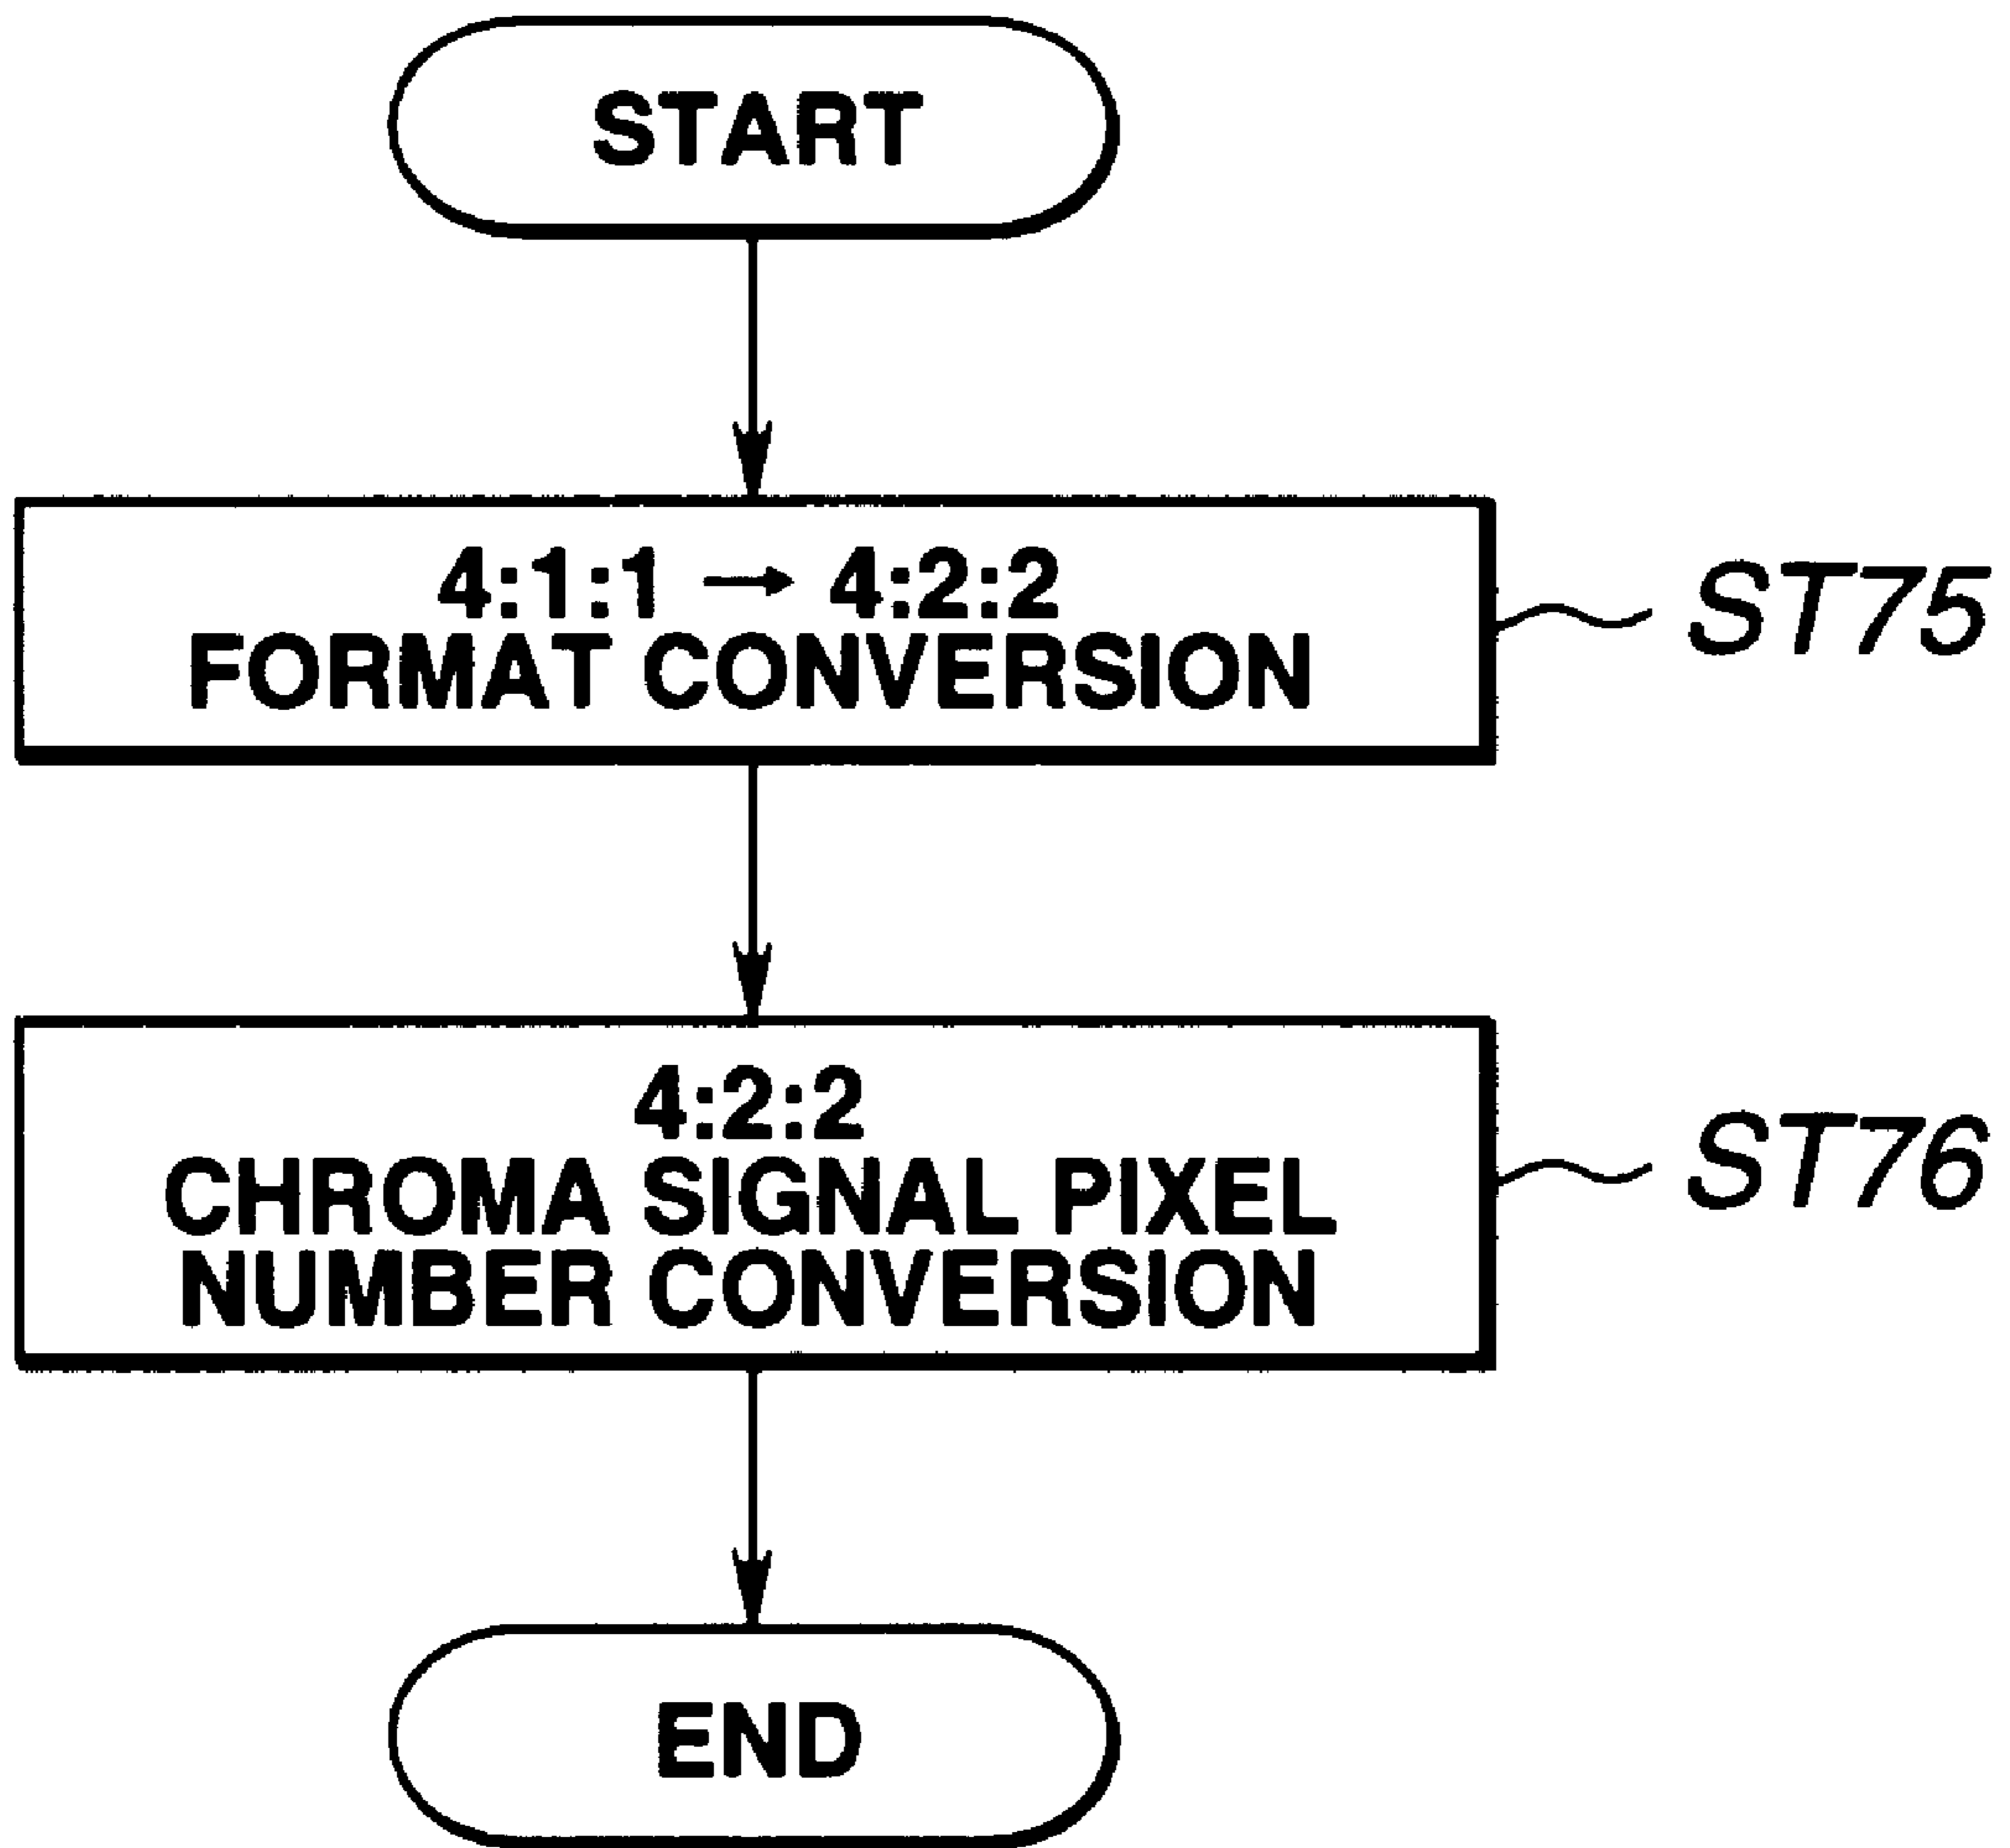 START
4:1:1 → 4:2:2
FORMAT CONVERSION
ST75
4:2:2
CHROMA SIGNAL PIXEL
NUMBER CONVERSION
ST76
END